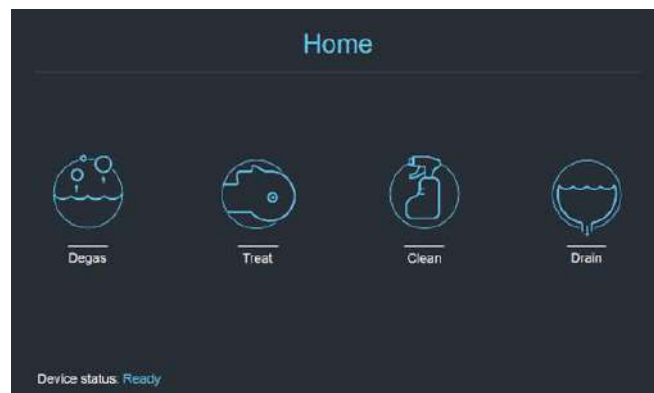 Home
Degas
Treat
Clean
Drain
Device status: Ready